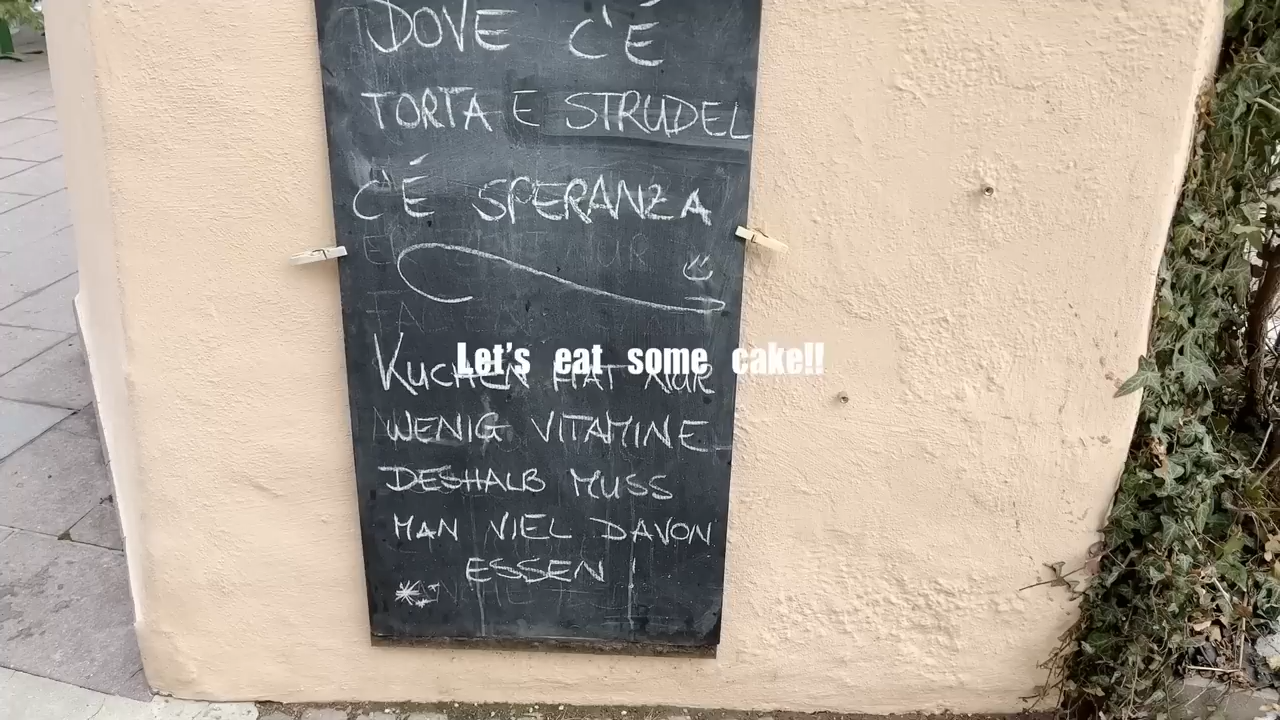 DOVE C'É
TORTA E STRUDEL
C'É SPERANZA
Let's eat some cake!!
KUCHEN HAT NUR
WENIG VITAMINE
DESHALB MUSS
MAN VIEL DAVON
ESSEN!